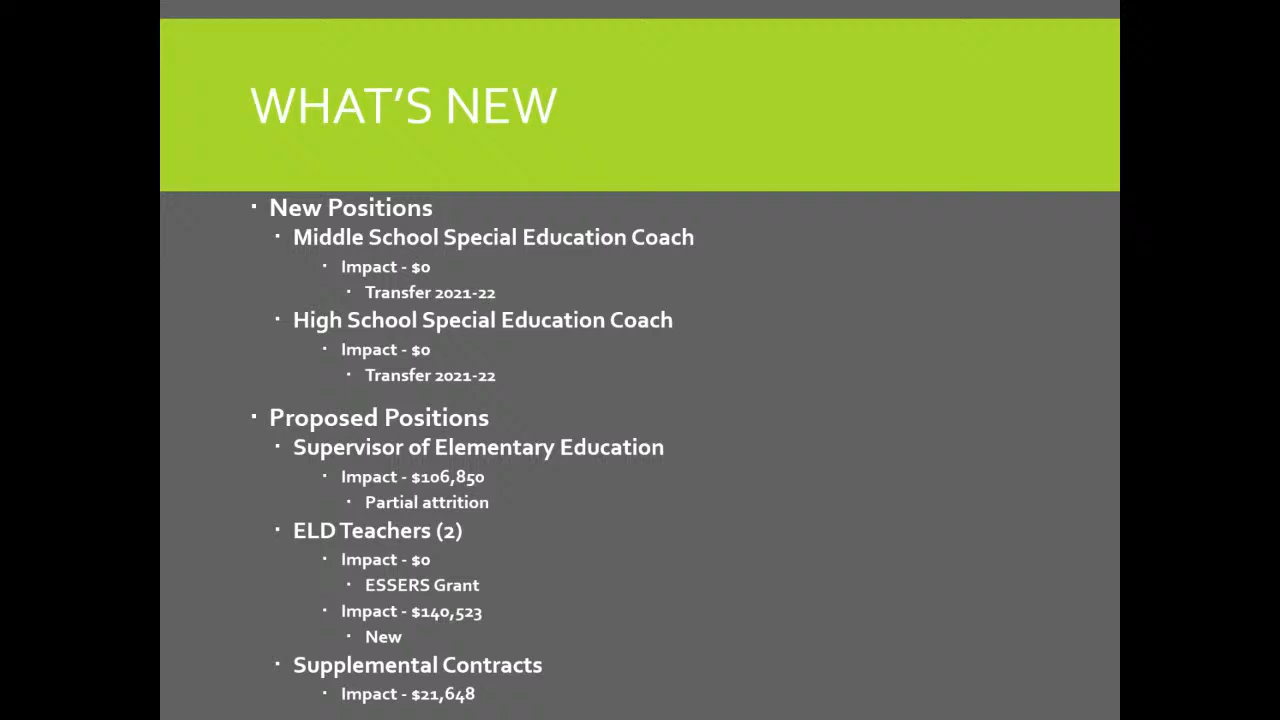 WHAT’S NEW
▪ New Positions
▪ Middle School Special Education Coach
▪ Impact - $0
▪ Transfer 2021-22
▪ High School Special Education Coach
▪ Impact - $0
▪ Transfer 2021-22
▪ Proposed Positions
▪ Supervisor of Elementary Education
▪ Impact - $106,850
▪ Partial attrition
▪ ELD Teachers (2)
▪ Impact - $0
▪ ESSERS Grant
▪ Impact - $140,523
▪ New
▪ Supplemental Contracts
▪ Impact - $21,648